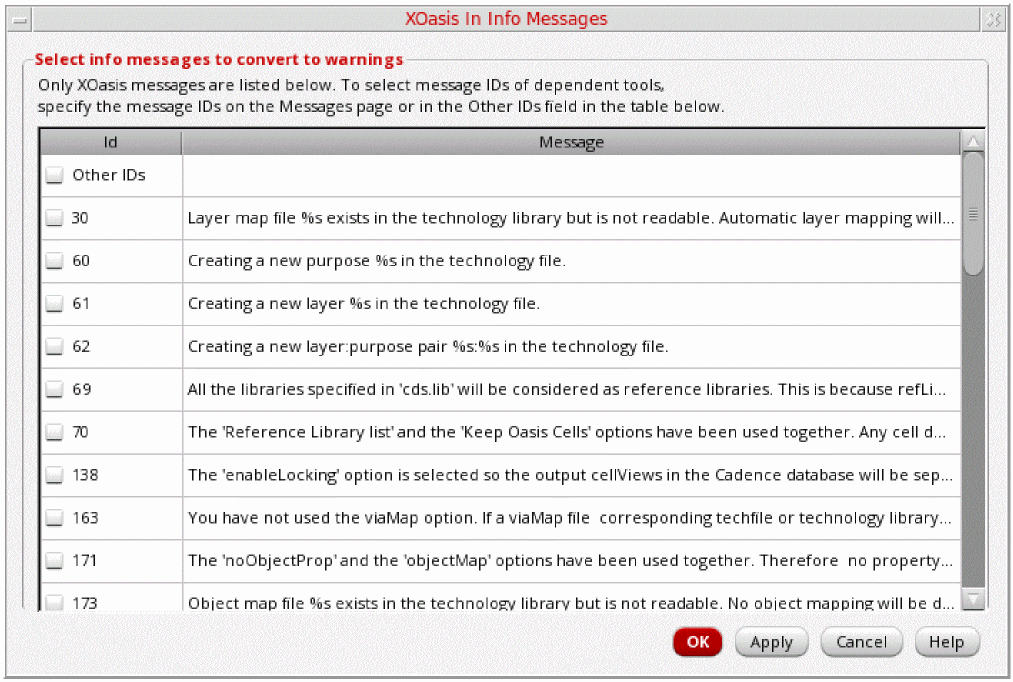 XOasis In Info Messages
Select info messages to convert to warnings
Only XOasis messages are listed below. To select message IDs of dependent tools,
specify the message IDs on the Messages page or in the Other IDs field in the table below.
Id Message
Other IDs
30 Layer map file %s exists in the technology library but is not readable. Automatic layer mapping will...
60 Creating a new purpose %s in the technology file.
61 Creating a new layer %s in the technology file.
62 Creating a new layer:purpose pair %s:%s in the technology file.
69 All the libraries specified in 'cds.lib' will be considered as reference libraries. This is because refLi...
70 The 'Reference Library list' and the 'Keep Oasis Cells' options have been used together. Any cell d...
138 The 'enableLocking' option is selected so the output cellViews in the Cadence database will be sep...
163 You have not used the viaMap option. If a viaMap file  corresponding techfile or technology library...
171 The 'noObjectProp' and the 'objectMap' options have been used together. Therefore  no property...
173 Object map file %s exists in the technology library but is not readable. No object mapping will be d...
OK Apply Cancel Help